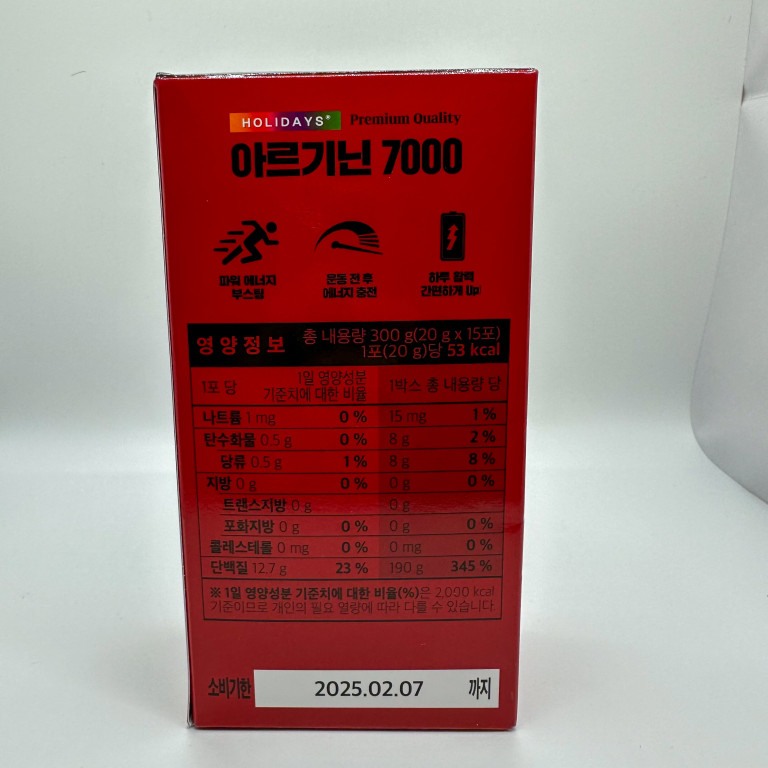 HOLIDAYS® Premium Quality
아르기닌 7000
파워 에너지
부스팅
운동 전 후
에너지 충전
하루 활력
간편하게 Up!
영양정보
총 내용량 300 g(20 g x 15포)
1포(20 g)당 53 kcal
1포 당 1일 영양성분 기준치에 대한 비율 1박스 총 내용량 당
나트륨 1 mg 0 % 15 mg 1 %
탄수화물 0.5 g 0 % 8 g 2 %
당류 0.5 g 1 % 8 g 8 %
지방 0 g 0 % 0 g 0 %
트랜스지방 0 g 0 g
포화지방 0 g 0 % 0 g 0 %
콜레스테롤 0 mg 0 % 0 mg 0 %
단백질 12.7 g 23 % 190 g 345 %
※ 1일 영양성분 기준치에 대한 비율(%)은 2,000 kcal
기준이므로 개인의 필요 열량에 따라 다를 수 있습니다.
소비기한 2025.02.07 까지